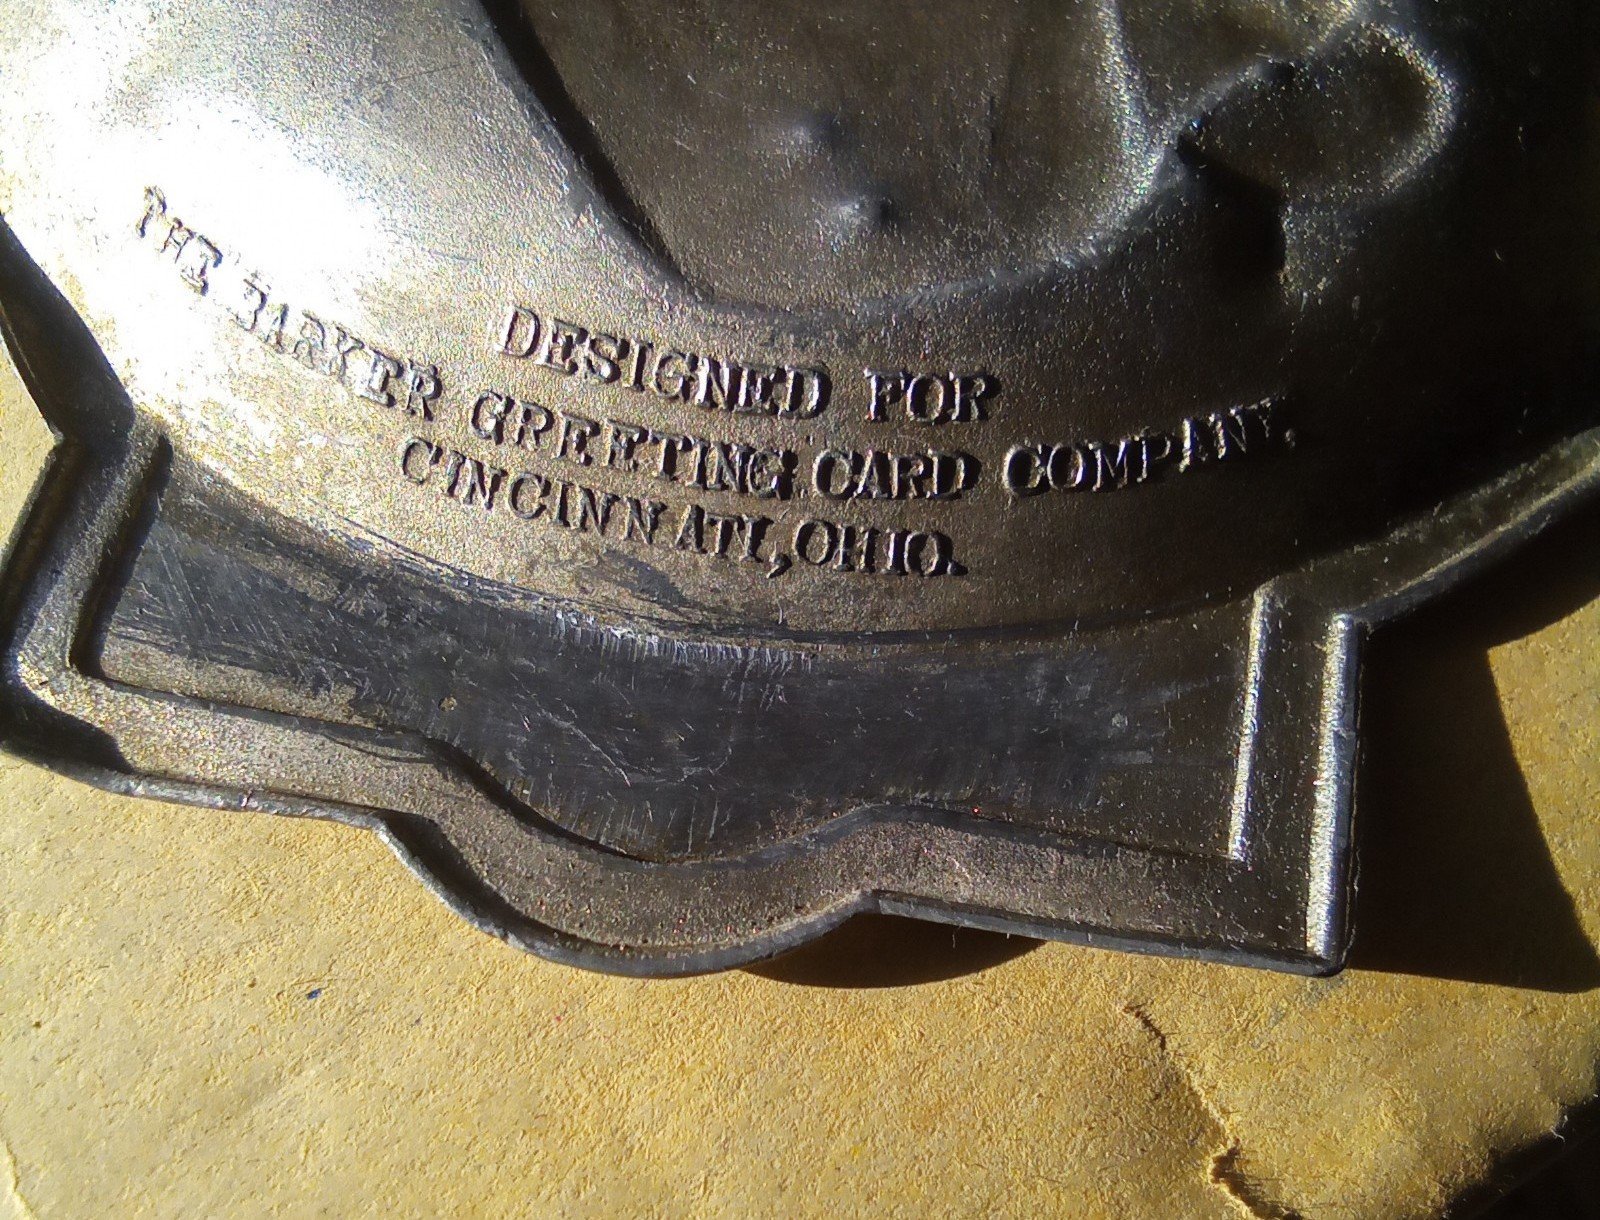 DESIGNED FOR
THE BARKER GREETING CARD COMPANY,
CINCINNATI, OHIO.